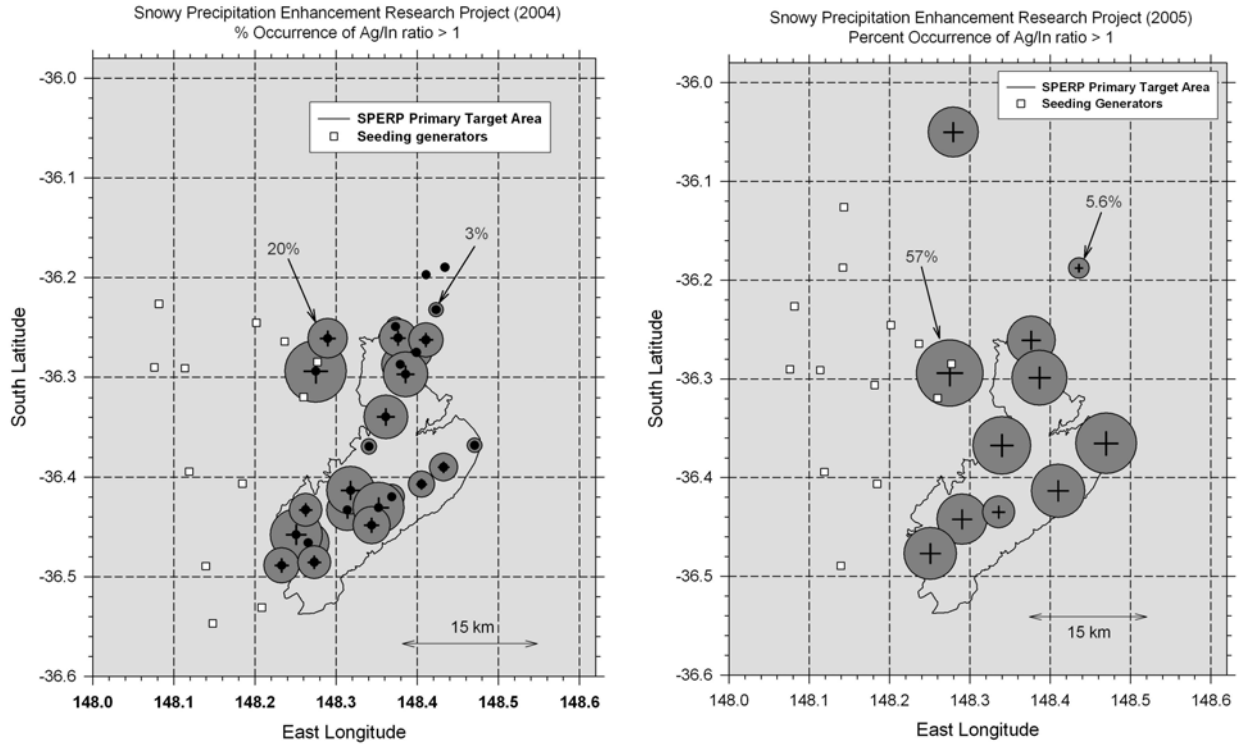 Snowy Precipitation Enhancement Research Project (2004)
% Occurrence of Ag/In ratio > 1
SPERP Primary Target Area
Seeding generators
20%
3%
15 km
-36.0
-36.1
-36.2
-36.3
-36.4
-36.5
-36.6
South Latitude
148.0
148.1
148.2
148.3
148.4
148.5
148.6
East Longitude
Snowy Precipitation Enhancement Research Project (2005)
Percent Occurrence of Ag/In ratio > 1
SPERP Primary Target Area
Seeding Generators
5.6%
57%
15 km
-36.0
-36.1
-36.2
-36.3
-36.4
-36.5
-36.6
South Latitude
148.0
148.1
148.2
148.3
148.4
148.5
148.6
East Longitude